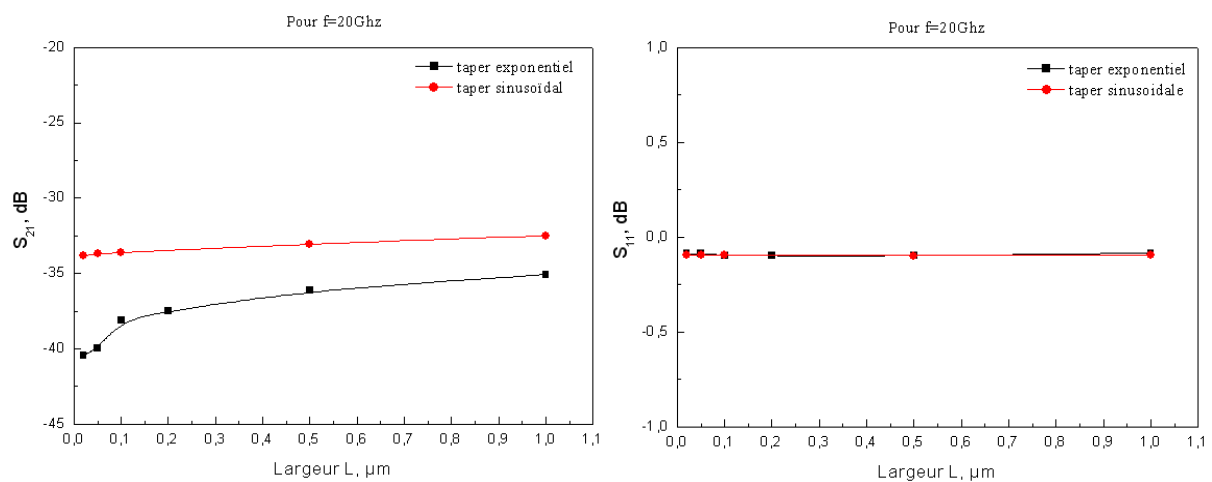 Pour f=20Ghz
-20
-25
-30
-35
-40
-45
S21, dB
taper exponentiel
taper sinusoïdal
0,0 0,1 0,2 0,3 0,4 0,5 0,6 0,7 0,8 0,9 1,0 1,1
Largeur L, µm
Pour f=20Ghz
1,0
0,5
0,0
-0,5
-1,0
S11, dB
taper exponentiel
taper sinusoidale
0,0 0,1 0,2 0,3 0,4 0,5 0,6 0,7 0,8 0,9 1,0 1,1
Largeur L, µm